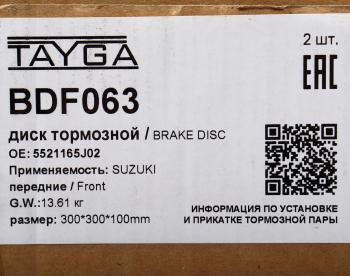 TAYGA
2 шт.
EAC
BDF063
диск тормозной / BRAKE DISC
OE: 5521165J02
Применяемость: SUZUKI
передние / Front
G.W.: 13.61 кг
размер: 300*300*100mm
ИНФОРМАЦИЯ ПО УСТАНОВКЕ
И ПРИКАТКЕ ТОРМОЗНОЙ ПАРЫ